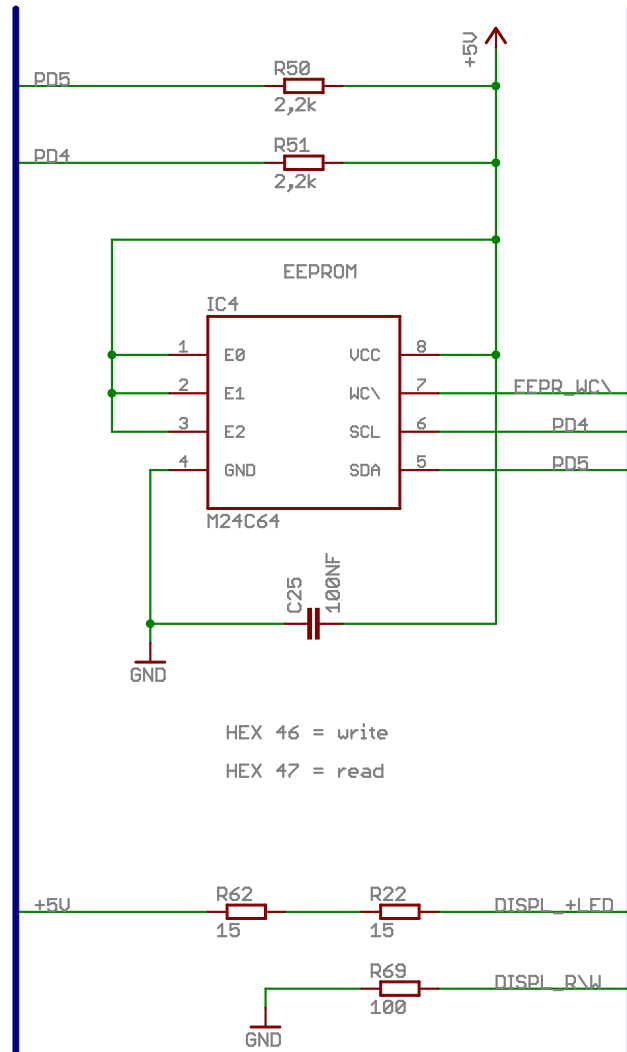 +5V
PD5
R50
2,2k
PD4
R51
2,2k
EEPROM
IC4
1 E0 VCC 8
2 E1 WC\ 7 EEPR_WC\
3 E2 SCL 6 PD4
4 GND SDA 5 PD5
M24C64
C25
100NF
GND
HEX 46 = write
HEX 47 = read
+5V
R62
15
R22
15
DISPL_+LED
R69
100
DISPL_R\W
GND